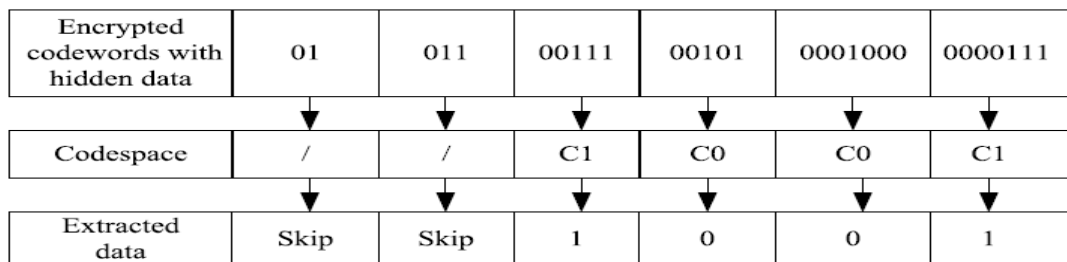 Encrypted
codewords with
hidden data
01 011 00111 00101 0001000 0000111
Codespace / / C1 C0 C0 C1
Extracted
data
Skip Skip 1 0 0 1